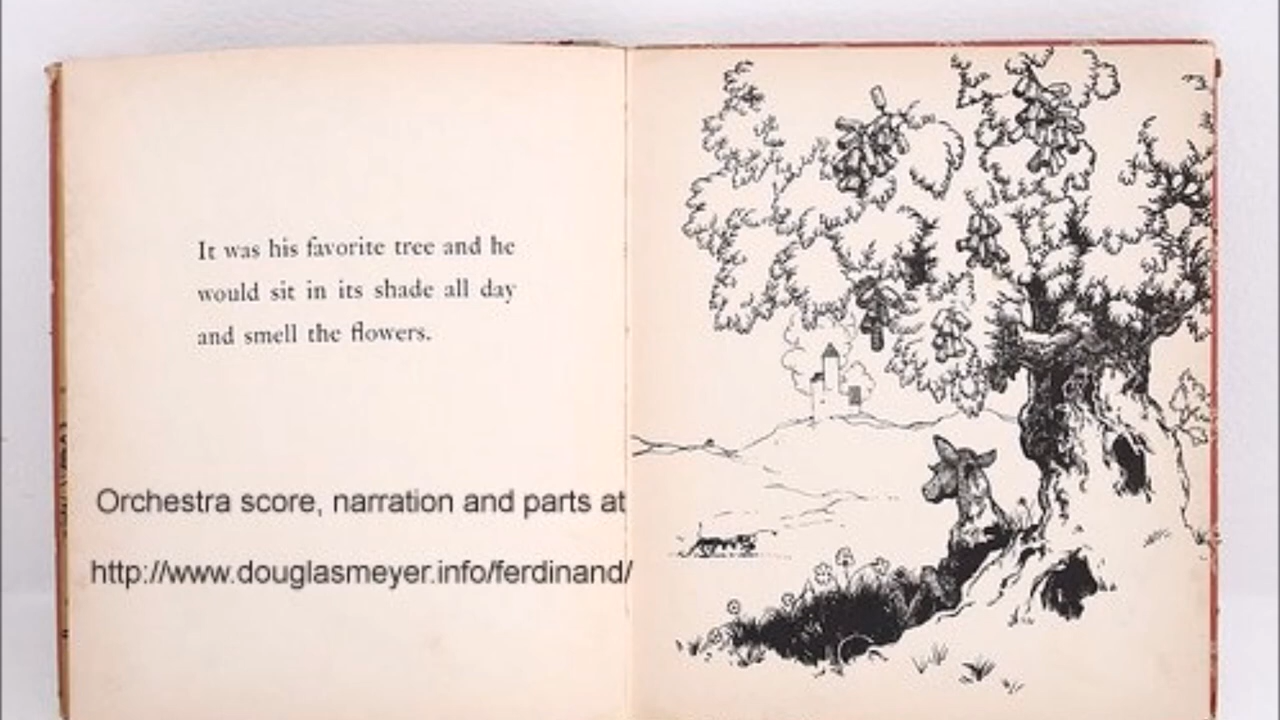 It was his favorite tree and he
would sit in its shade all day
and smell the flowers.
Orchestra score, narration and parts at
http://www.douglasmeyer.info/ferdinand/